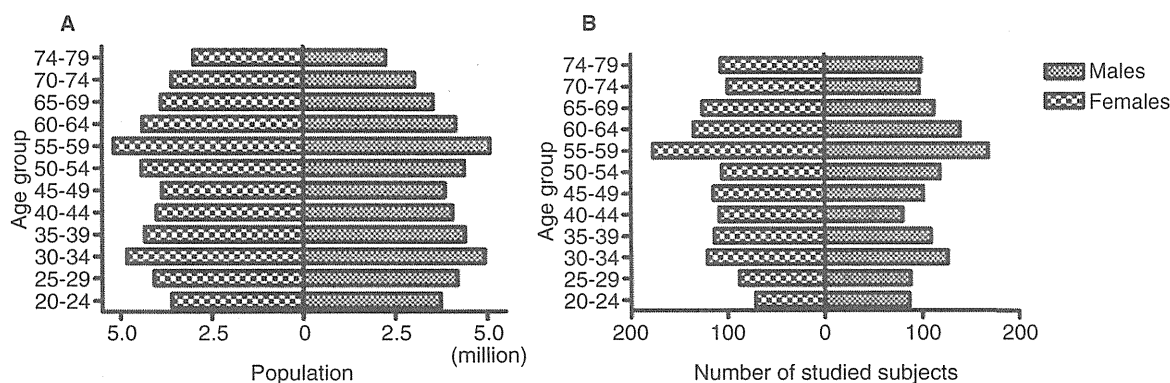 A
Age group
74-79
70-74
65-69
60-64
55-59
50-54
45-49
40-44
35-39
30-34
25-29
20-24
5.0 2.5 0 2.5 5.0
(million)
Population
B
Age group
74-79
70-74
65-69
60-64
55-59
50-54
45-49
40-44
35-39
30-34
25-29
20-24
200 100 0 100 200
Number of studied subjects
Males
Females